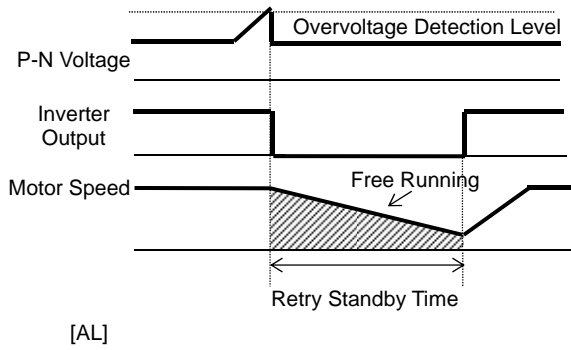 Overvoltage Detection Level
P-N Voltage
Inverter
Output
Motor Speed
Free Running
Retry Standby Time
[AL]